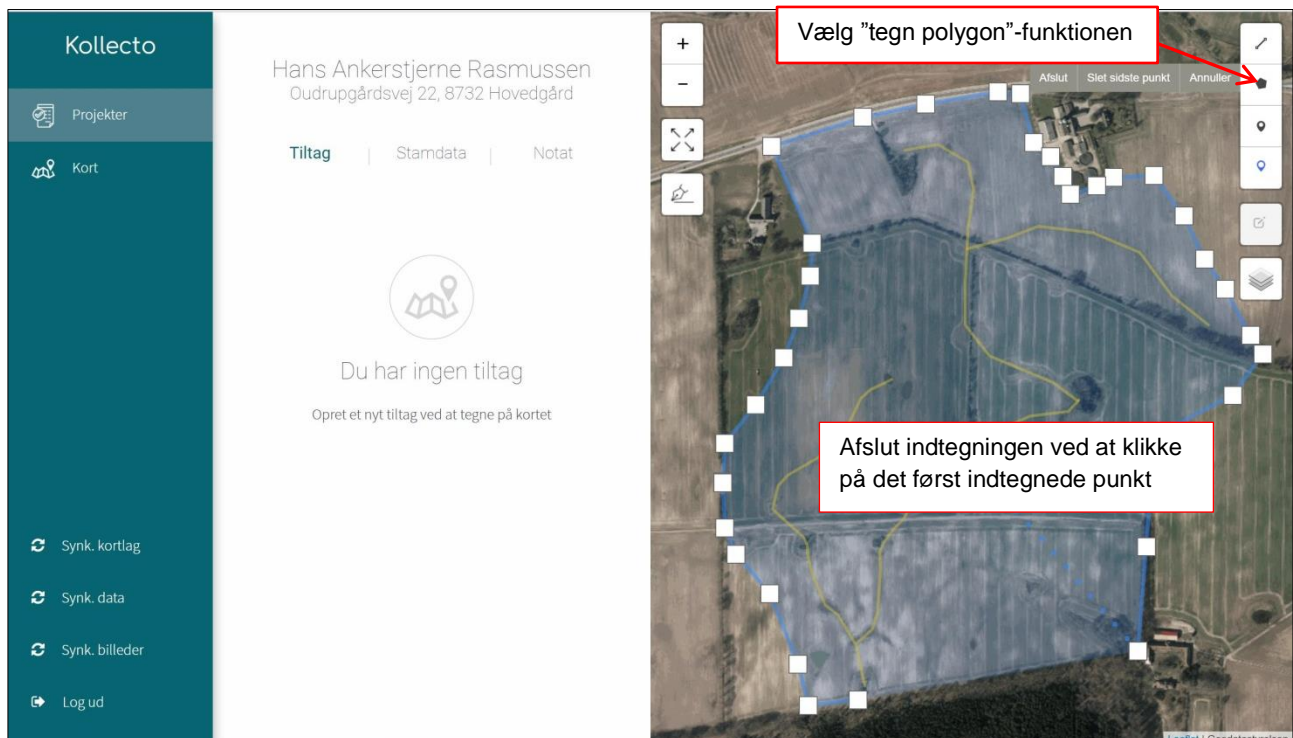 Kollecto
Projekter
Kort
Synk. kortlag
Synk. data
Synk. billeder
Log ud
Hans Ankerstjerne Rasmussen
Oudrupgårdsvej 22, 8732 Hovedgård
Tiltag | Stamdata | Notat
Du har ingen tiltag
Opret et nyt tiltag ved at tegne på kortet
+
−
Vælg ”tegn polygon”-funktionen
Afslut Slet sidste punkt Annuller
Afslut indtegningen ved at klikke
på det først indtegnede punkt